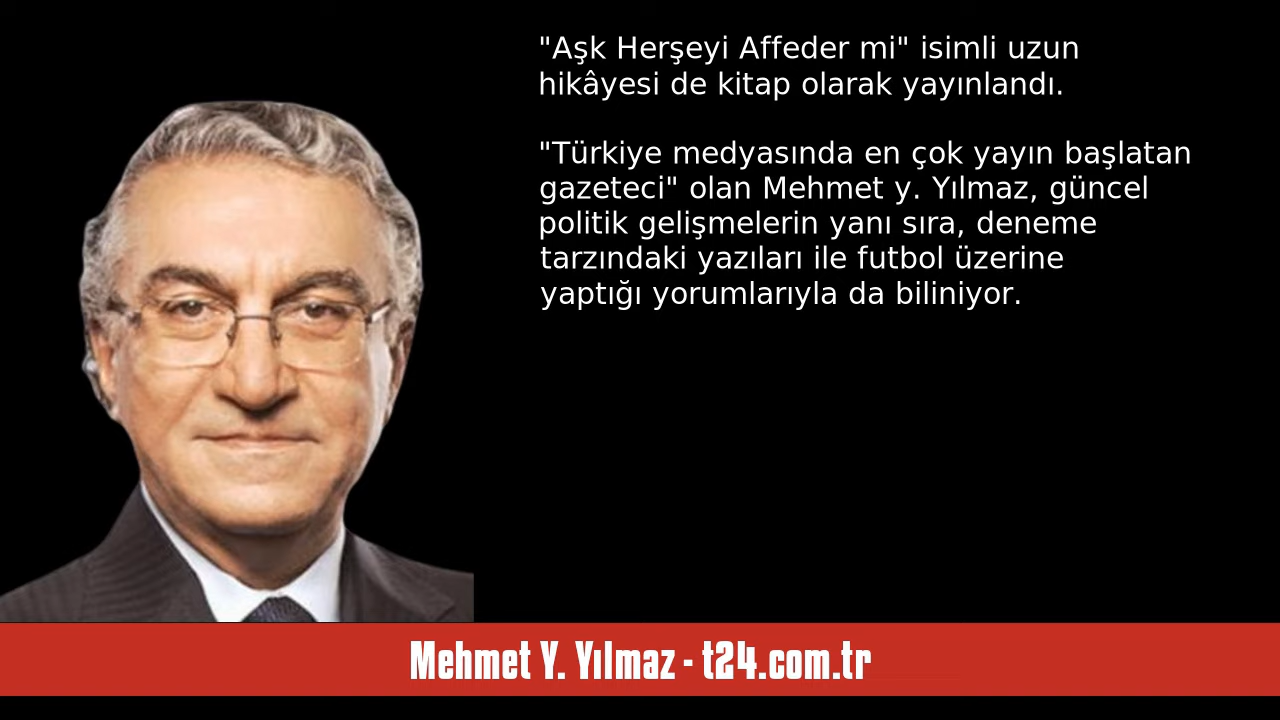 "Aşk Herşeyi Affeder mi" isimli uzun
hikâyesi de kitap olarak yayınlandı.
"Türkiye medyasında en çok yayın başlatan
gazeteci" olan Mehmet y. Yılmaz, güncel
politik gelişmelerin yanı sıra, deneme
tarzındaki yazıları ile futbol üzerine
yaptığı yorumlarıyla da biliniyor.
Mehmet Y. Yılmaz - t24.com.tr